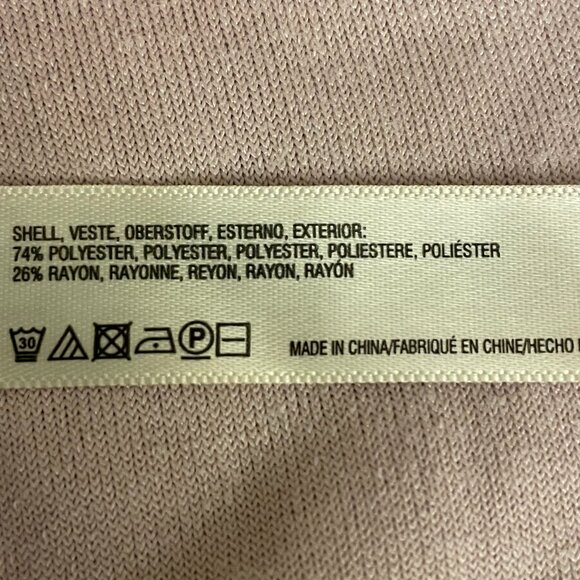 SHELL, VESTE, OBERSTOFF, ESTERNO, EXTERIOR:
74% POLYESTER, POLYESTER, POLYESTER, POLIESTERE, POLIÉSTER
26% RAYON, RAYONNE, REYON, RAYON, RAYÓN
30 P
MADE IN CHINA/FABRIQUÉ EN CHINE/HECHO